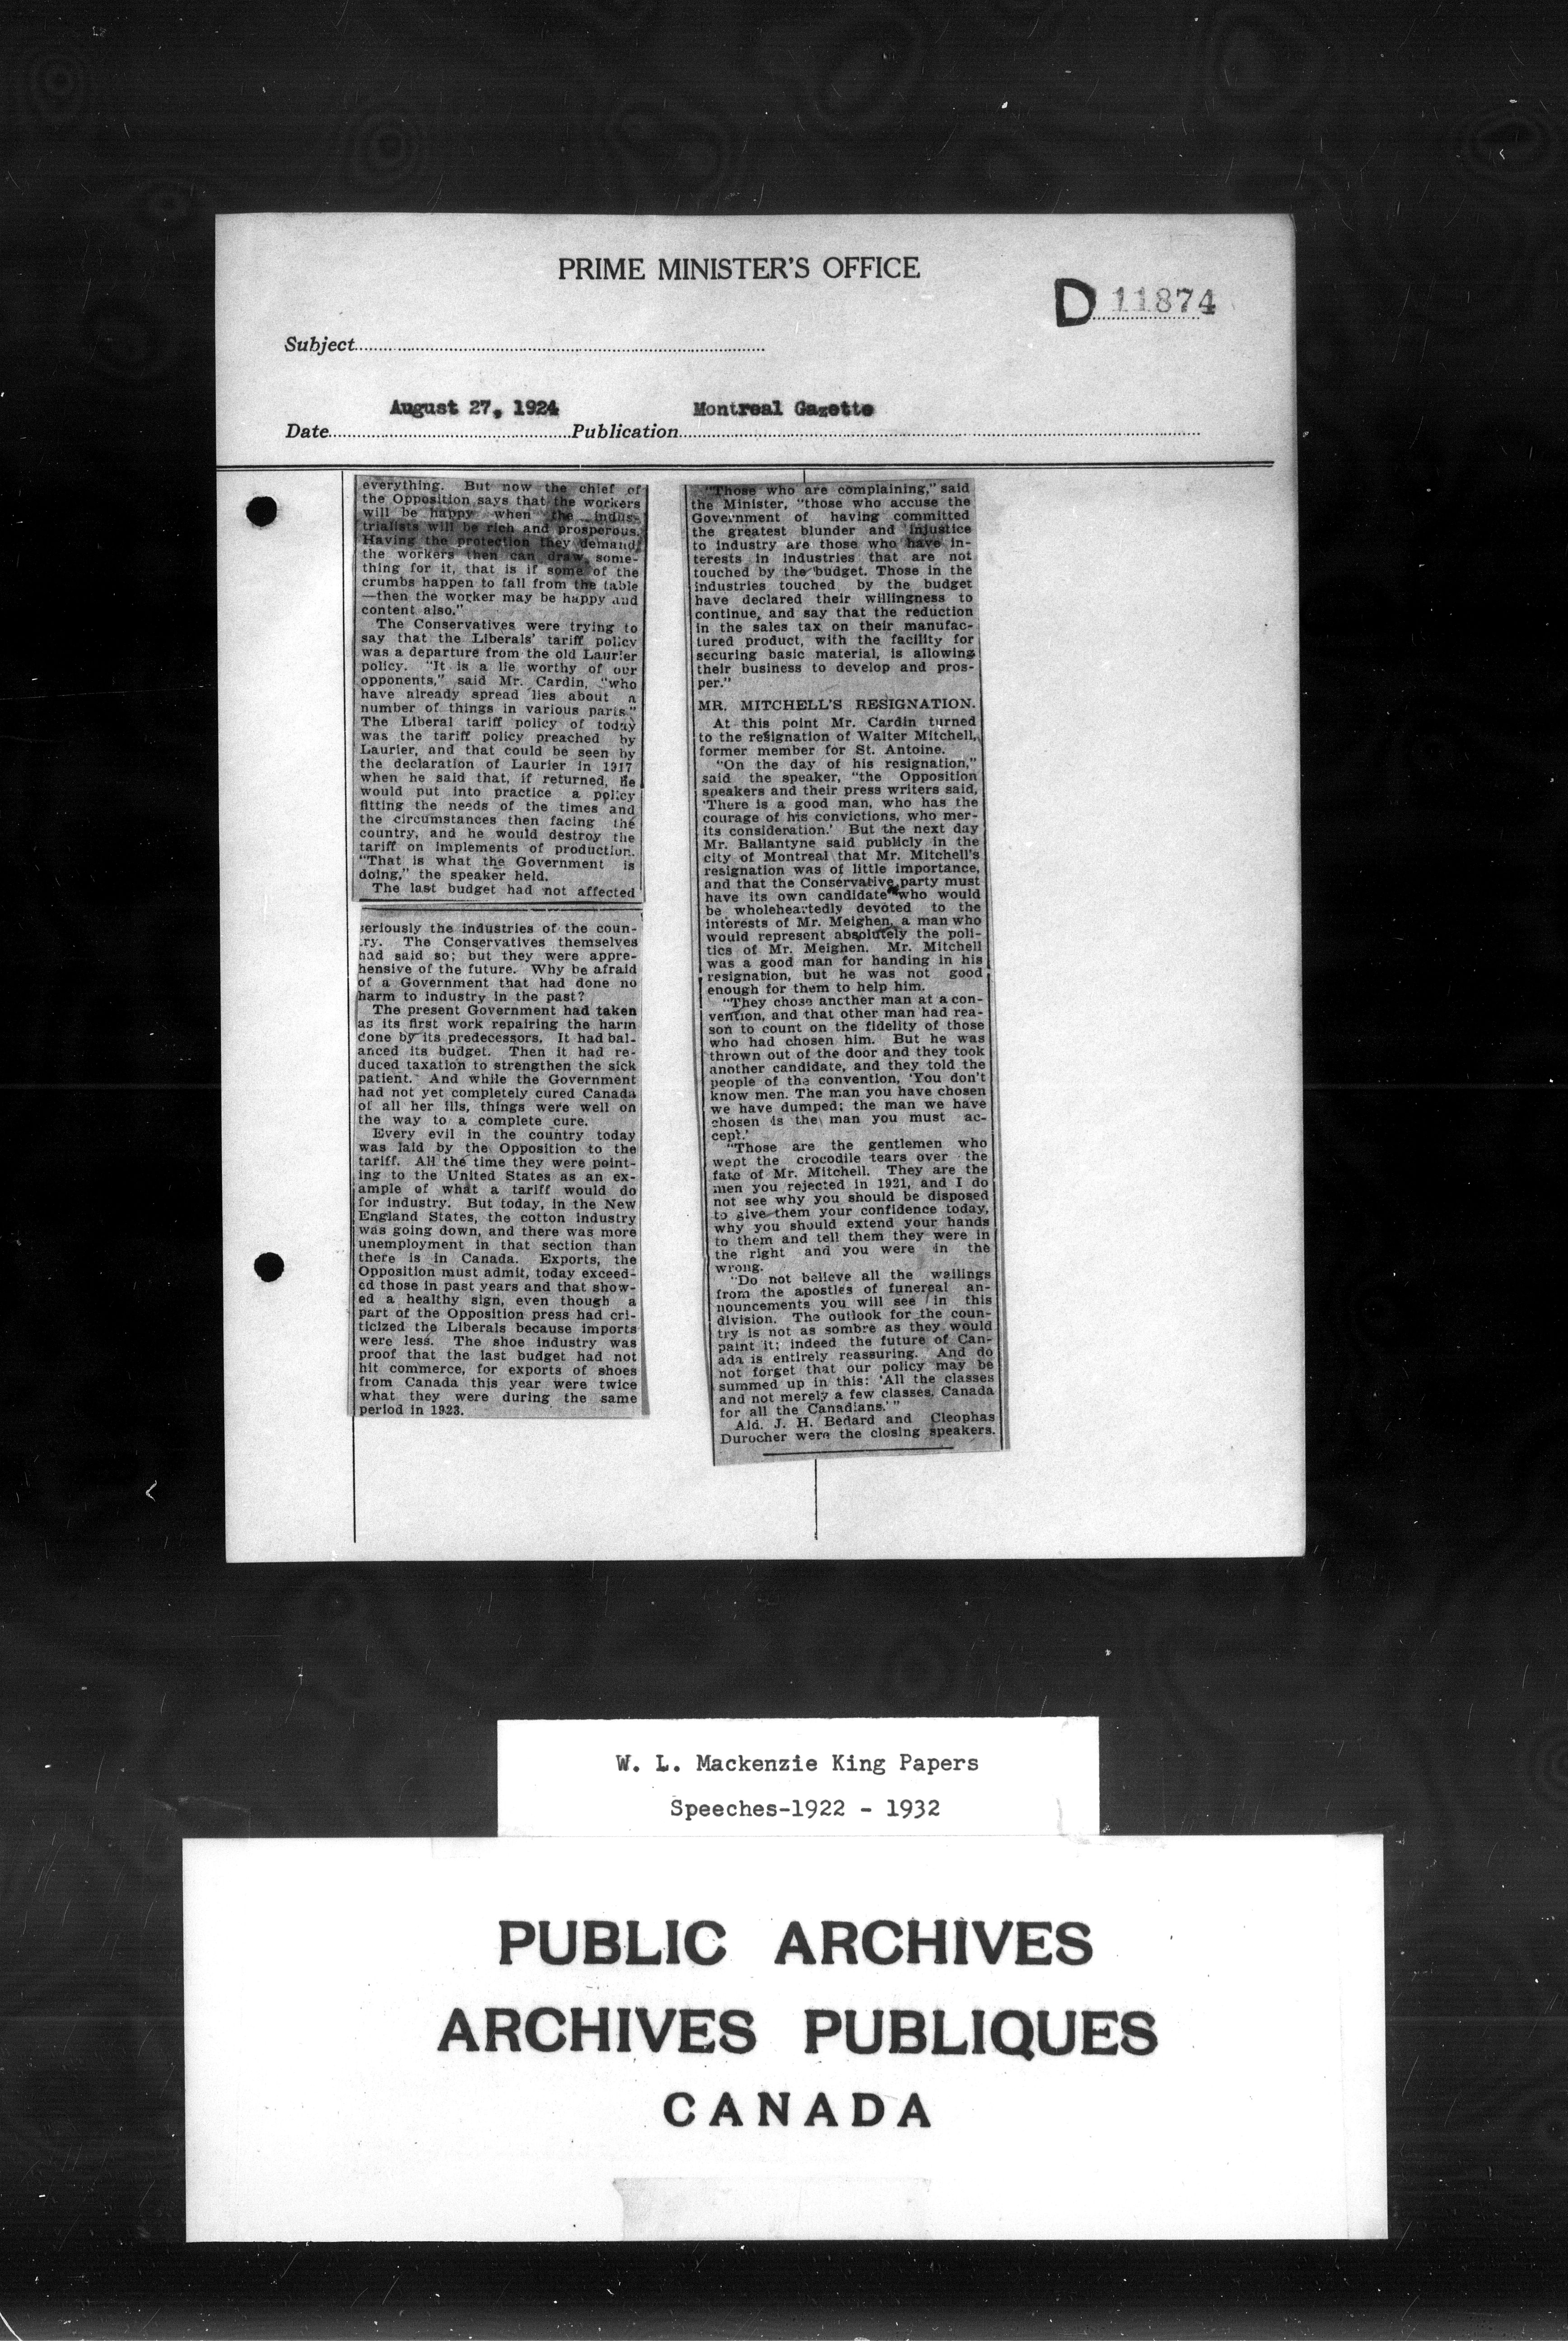 PRIME MINISTER'S OFFICE
D 11874
Subject
August 27, 1924 Montreal Gazette
Date Publication
everything. But now the chief of
the Opposition says that the workers
will be happy when the indus-
trialists will be rich and prosperous.
Having the protection they demand,
the workers then can draw some-
thing for it, that is if some of the
crumbs happen to fall from the table
—then the worker may be happy and
content also."
The Conservatives were trying to
say that the Liberals' tariff policy
was a departure from the old Laurier
policy. "It is a lie worthy of our
opponents," said Mr. Cardin, "who
have already spread lies about a
number of things in various parts."
The Liberal tariff policy of today
was the tariff policy preached by
Laurier, and that could be seen by
the declaration of Laurier in 1917
when he said that, if returned, he
would put into practice a policy
fitting the needs of the times and
the circumstances then facing the
country, and he would destroy the
tariff on implements of production.
"That is what the Government is
doing," the speaker held.
The last budget had not affected
seriously the industries of the coun-
try. The Conservatives themselves
had said so; but they were appre-
hensive of the future. Why be afraid
of a Government that had done no
harm to industry in the past?
The present Government had taken
as its first work repairing the harm
done by its predecessors. It had bal-
anced its budget. Then it had re-
duced taxation to strengthen the sick
patient. And while the Government
had not yet completely cured Canada
of all her ills, things were well on
the way to a complete cure.
Every evil in the country today
was laid by the Opposition to the
tariff. All the time they were point-
ing to the United States as an ex-
ample of what a tariff would do
for industry. But today, in the New
England States, the cotton industry
was going down, and there was more
unemployment in that section than
there is in Canada. Exports, the
Opposition must admit, today exceed-
ed those in past years and that show-
ed a healthy sign, even though a
part of the Opposition press had cri-
ticized the Liberals because imports
were less. The shoe industry was
proof that the last budget had not
hit commerce, for exports of shoes
from Canada this year were twice
what they were during the same
period in 1923.
"Those who are complaining," said
the Minister, "those who accuse the
Government of having committed
the greatest blunder and injustice
to industry are those who have in-
terests in industries that are not
touched by the budget. Those in the
industries touched by the budget
have declared their willingness to
continue, and say that the reduction
in the sales tax on their manufac-
tured product, with the facility for
securing basic material, is allowing
their business to develop and pros-
per."
MR. MITCHELL'S RESIGNATION.
At this point Mr. Cardin turned
to the resignation of Walter Mitchell,
former member for St. Antoine.
"On the day of his resignation,"
said the speaker, "the Opposition
speakers and their press writers said,
'There is a good man, who has the
courage of his convictions, who mer-
its consideration.' But the next day
Mr. Ballantyne said publicly in the
city of Montreal that Mr. Mitchell's
resignation was of little importance,
and that the Conservative party must
have its own candidate who would
be wholeheartedly devoted to the
interests of Mr. Meighen, a man who
would represent absolutely the poli-
tics of Mr. Meighen. Mr. Mitchell
was a good man for handing in his
resignation, but he was not good
enough for them to help him.
"They chose another man at a con-
vention, and that other man had rea-
son to count on the fidelity of those
who had chosen him. But he was
thrown out of the door and they took
another candidate, and they told the
people of the convention, 'You don't
know men. The man you have chosen
we have dumped; the man we have
chosen is the man you must ac-
cept.'
"Those are the gentlemen who
wept the crocodile tears over the
fate of Mr. Mitchell. They are the
men you rejected in 1921, and I do
not see why you should be disposed
to give them your confidence today,
why you should extend your hands
to them and tell them they were in
the right and you were in the
wrong.
"Do not believe all the wailings
from the apostles of funereal an-
nouncements you will see in this
division. The outlook for the coun-
try is not as sombre as they would
paint it; indeed the future of Can-
ada is entirely reassuring. And do
not forget that our policy may be
summed up in this: 'All the classes
and not merely a few classes, Canada
for all the Canadians.'"
Ald. J. H. Bedard and Cleophas
Durocher were the closing speakers.
W. L. Mackenzie King Papers
Speeches-1922 - 1932
PUBLIC ARCHIVES
ARCHIVES PUBLIQUES
CANADA